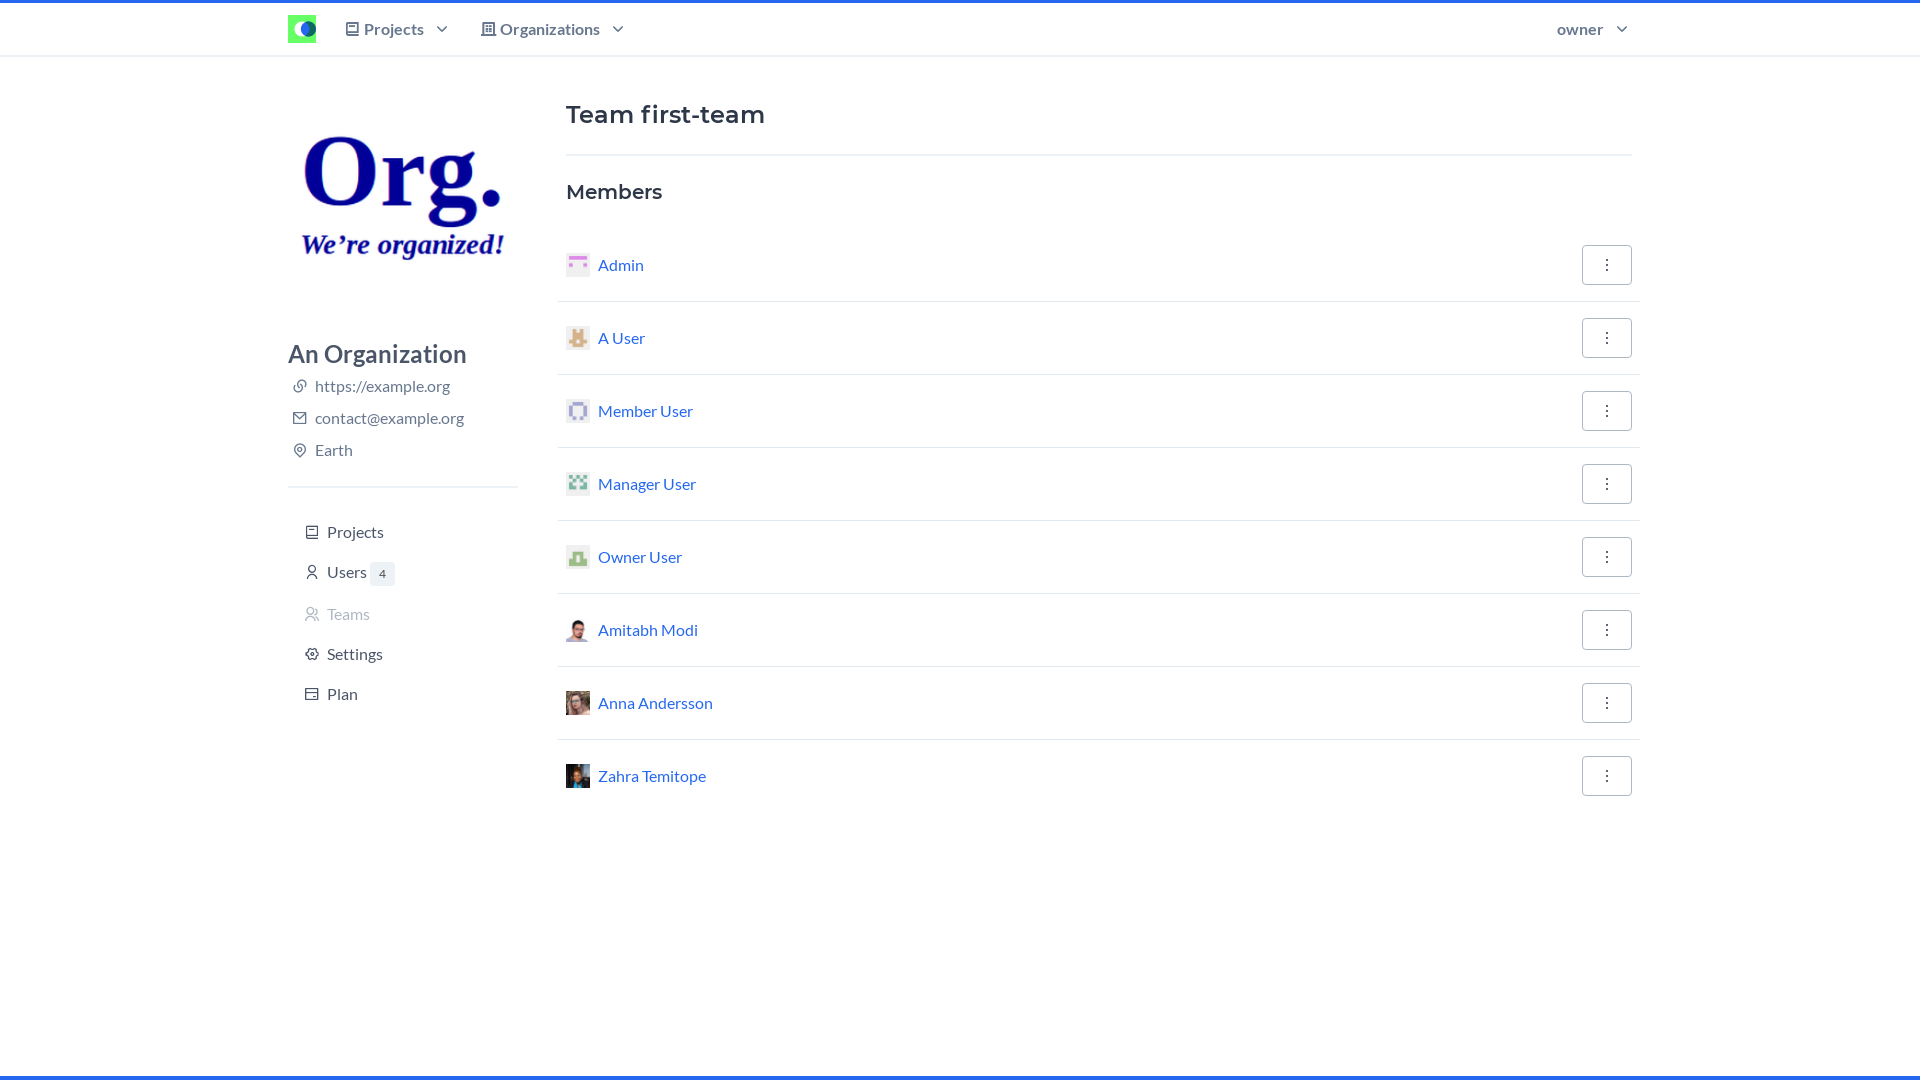 Projects
Organizations
owner
Org.
We're organized!
An Organization
https://example.org
contact@example.org
Earth
Projects
Users 4
Teams
Settings
Plan
Team first-team
Members
Admin
A User
Member User
Manager User
Owner User
Amitabh Modi
Anna Andersson
Zahra Temitope